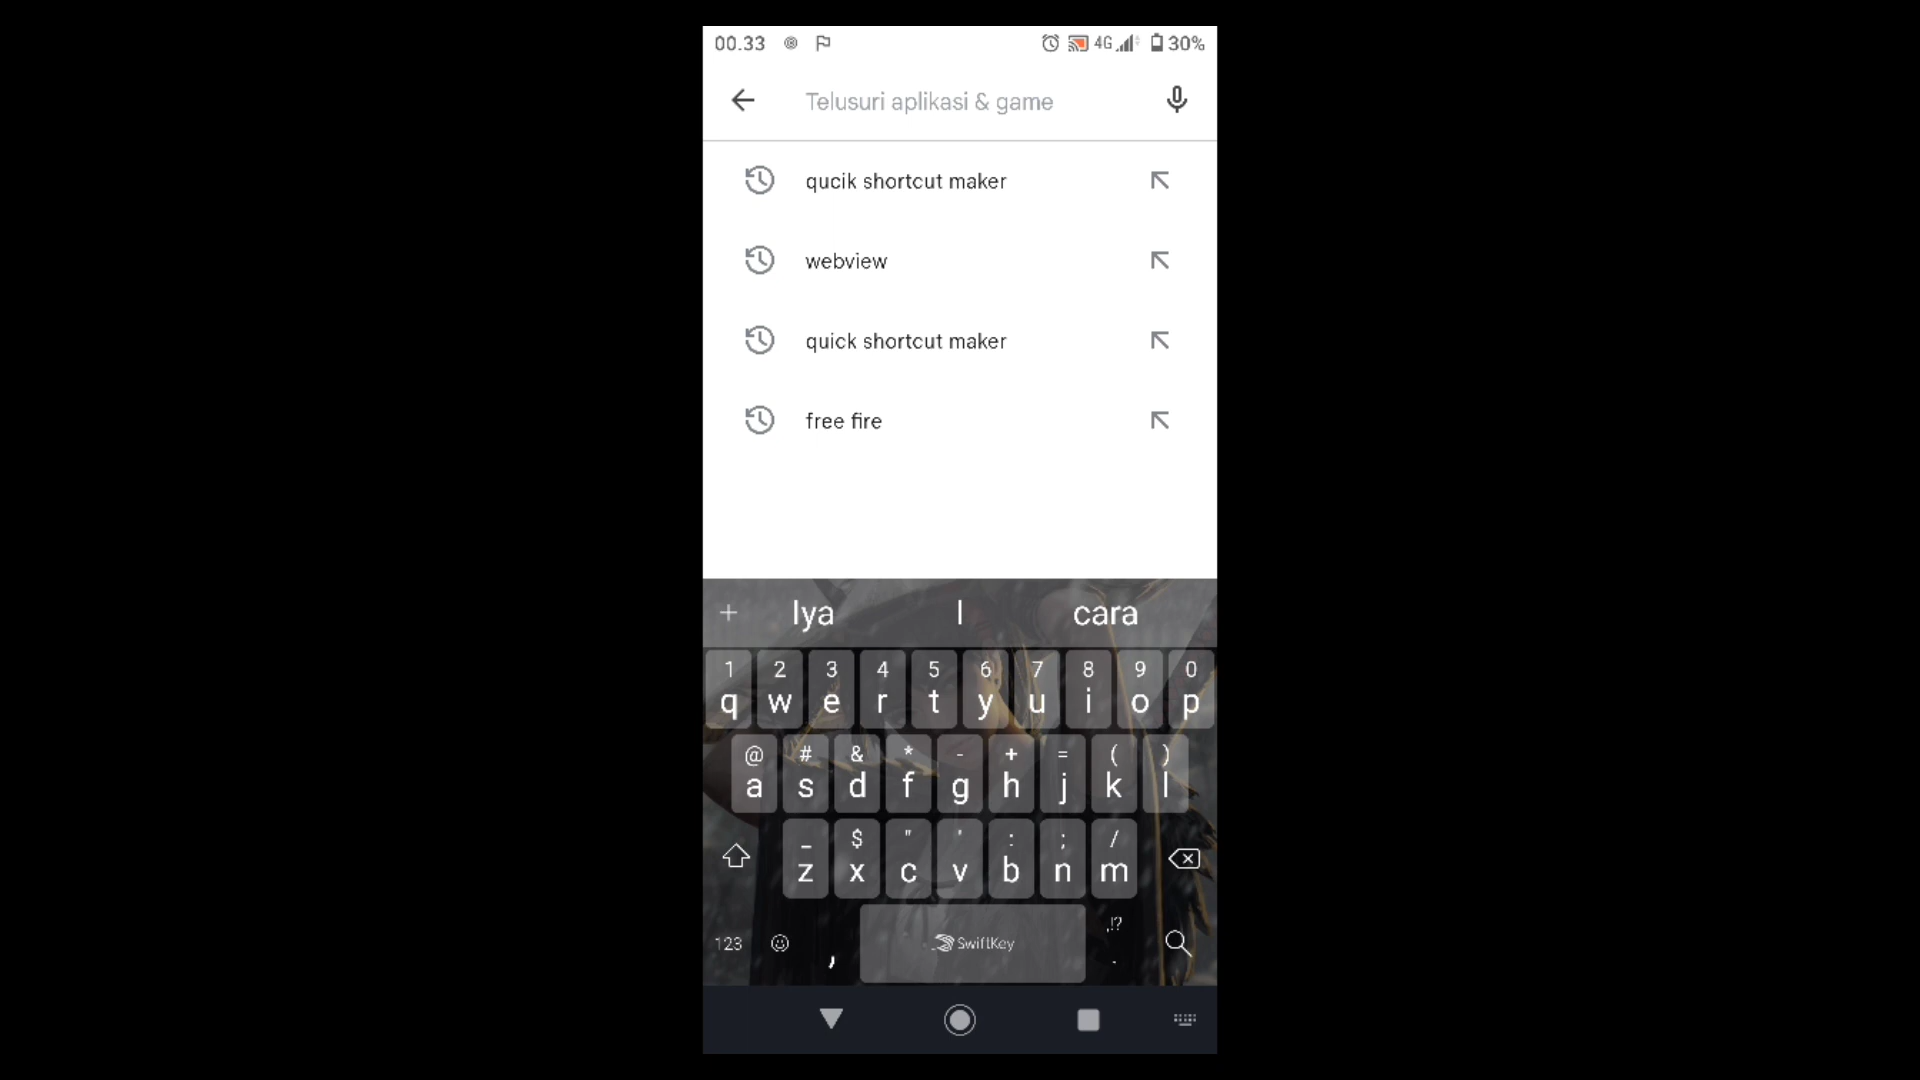 00.33 4G 30%
Telusuri aplikasi & game
qucik shortcut maker
webview
quick shortcut maker
free fire
+ Iya I cara
1 2 3 4 5 6 7 8 9 0
q w e r t y u i o p
@ # & * - + = ( )
a s d f g h j k l
_ $ " ' : ; /
z x c v b n m
,!?
123 , SwiftKey .